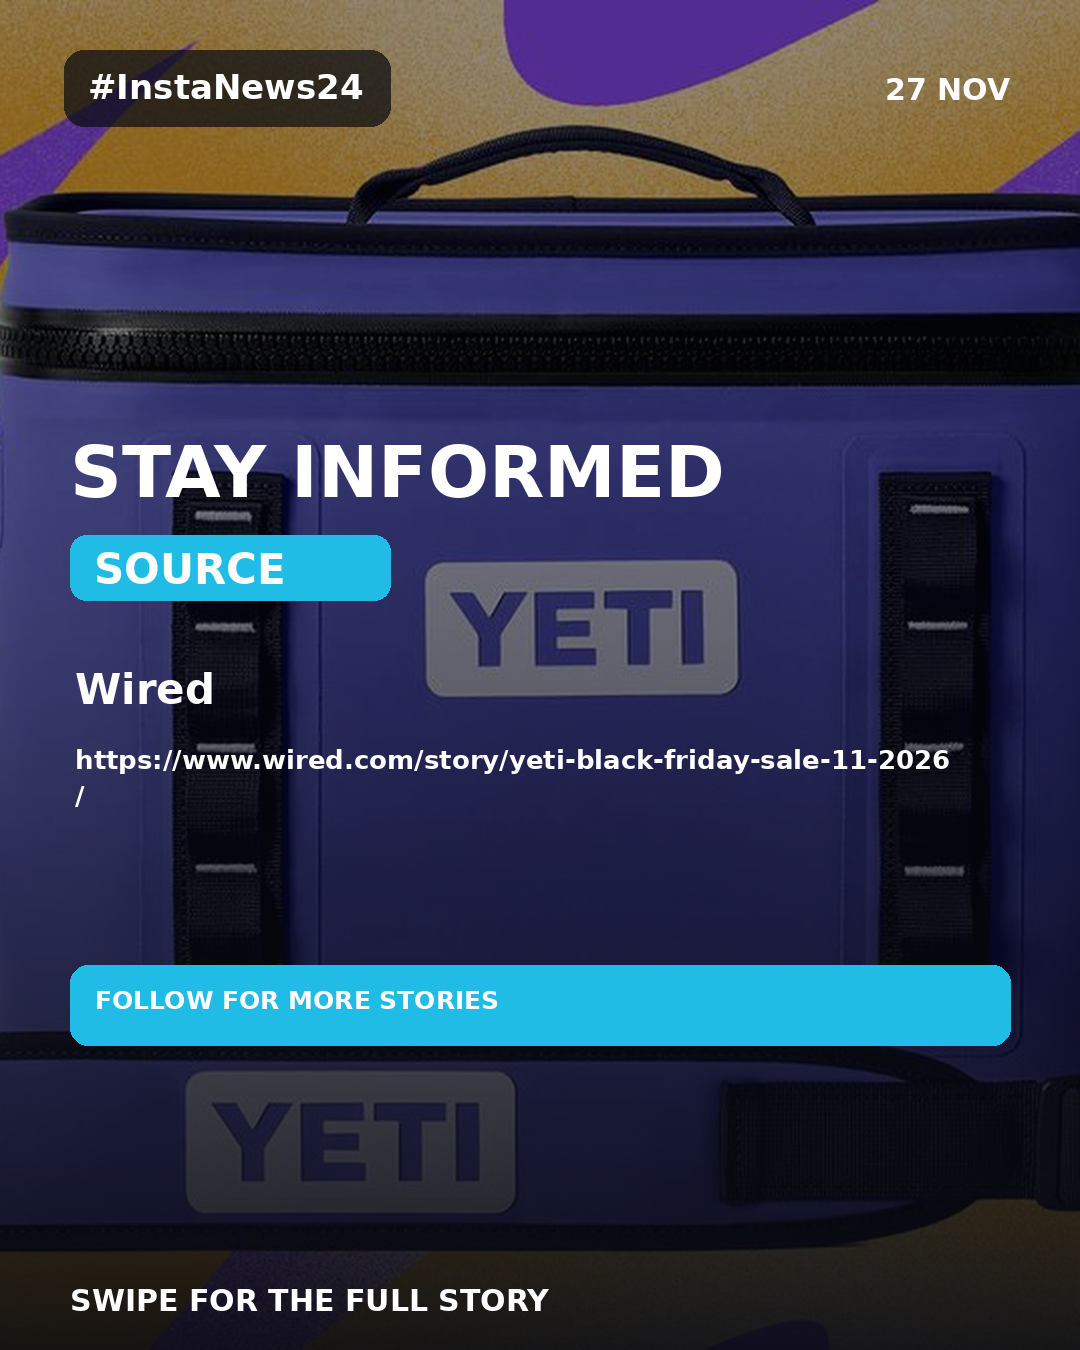 #InstaNews24
27 NOV
STAY INFORMED
SOURCE
YETI
Wired
https://www.wired.com/story/yeti-black-friday-sale-11-2026
/
FOLLOW FOR MORE STORIES
YETI
SWIPE FOR THE FULL STORY